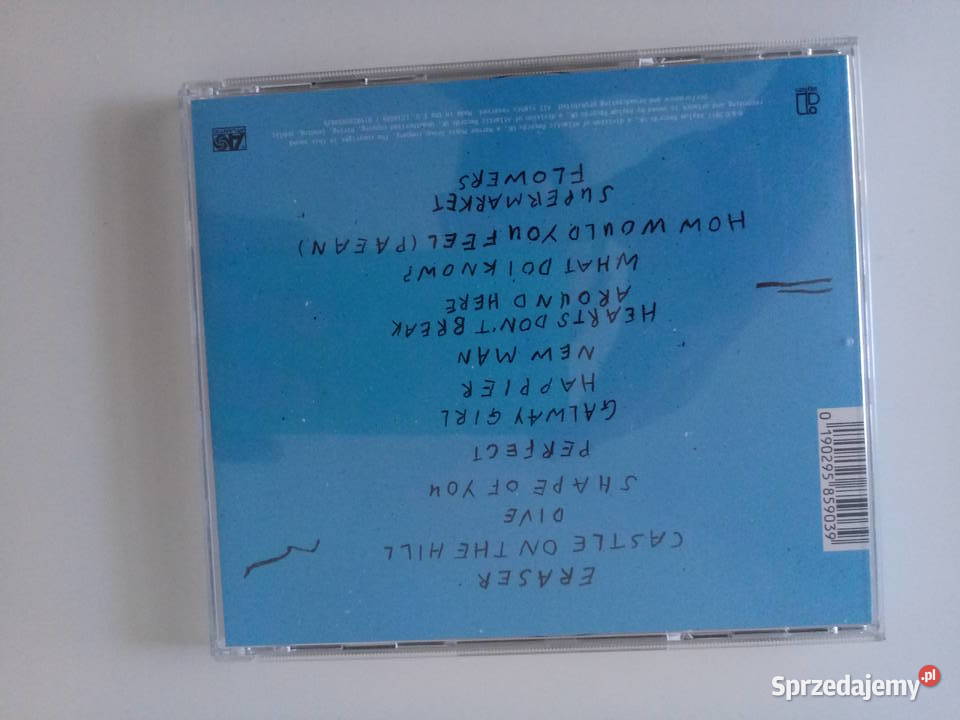 ERASER
CASTLE ON THE HILL
DIVE
SHAPE OF YOU
PERFECT
GALWAY GIRL
HAPPIER
NEW MAN
HEARTS DON'T BREAK
AROUND HERE
WHAT DO I KNOW?
HOW WOULD YOU FEEL (PAEAN)
SUPERMARKET
FLOWERS
0 190295 859039
Sprzedajemy.pl